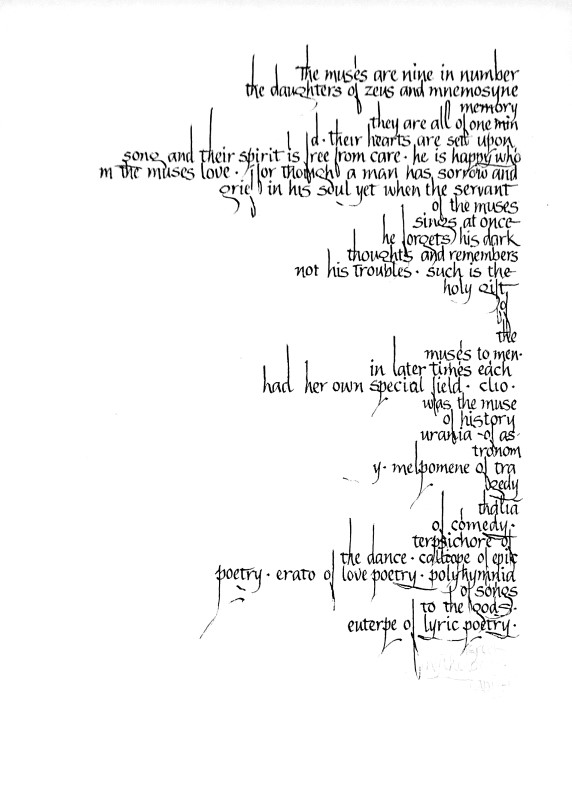 the muses are nine in number
the daughters of zeus and mnemosyne
memory
they are all of one min
d · their hearts are set upon
song and their spirit is free from care · he is happy who
m the muses love · for though a man has sorrow and
grief in his soul yet when the servant
of the muses
sings at once
he forgets his dark
thoughts and remembers
not his troubles · such is the
holy gift
of
the
muses to men·
in later times each
had her own special field · clio ·
was the muse
of history
urania - of as-
tronom
y· melpomene of tra
gedy
thalia
of comedy·
terpsichore of
the dance · calliope of epic
poetry · erato of love poetry · polyhymnia
of songs
to the gods·
euterpe of lyric poetry·